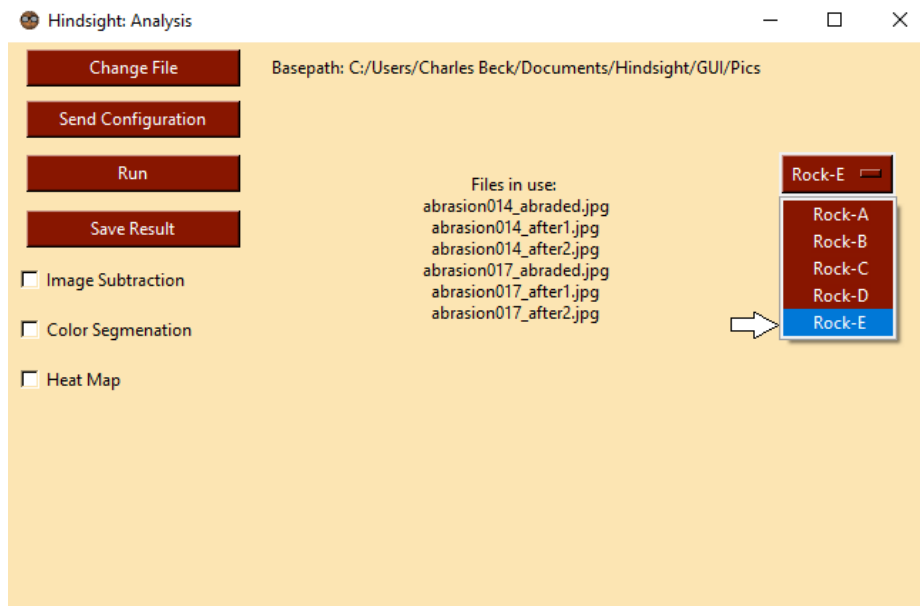 Hindsight: Analysis
Change File
Basepath: C:/Users/Charles Beck/Documents/Hindsight/GUI/Pics
Send Configuration
Run
Save Result
Image Subtraction
Color Segmenation
Heat Map
Files in use:
abrasion014_abraded.jpg
abrasion014_after1.jpg
abrasion014_after2.jpg
abrasion017_abraded.jpg
abrasion017_after1.jpg
abrasion017_after2.jpg
Rock-E
Rock-A
Rock-B
Rock-C
Rock-D
Rock-E